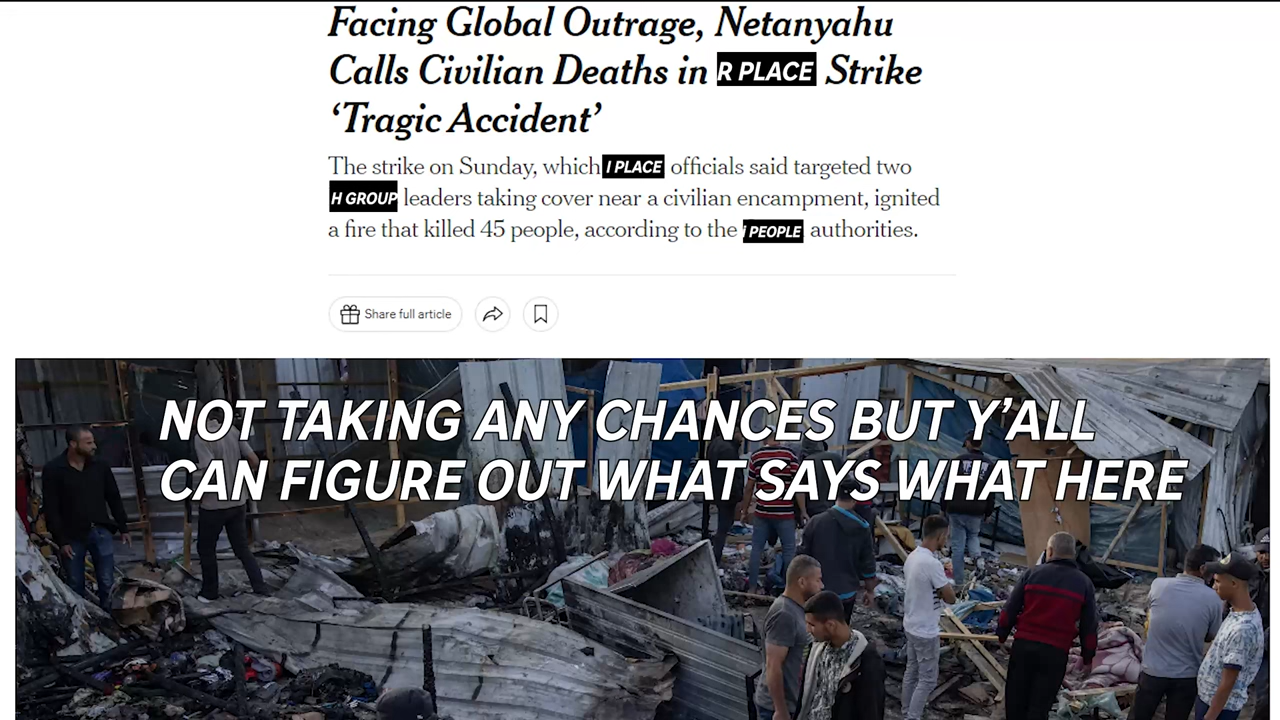 Facing Global Outrage, Netanyahu
Calls Civilian Deaths in R PLACE Strike
‘Tragic Accident’
The strike on Sunday, which I PLACE officials said targeted two
H GROUP leaders taking cover near a civilian encampment, ignited
a fire that killed 45 people, according to the I PEOPLE authorities.
Share full article
NOT TAKING ANY CHANCES BUT Y’ALL
CAN FIGURE OUT WHAT SAYS WHAT HERE